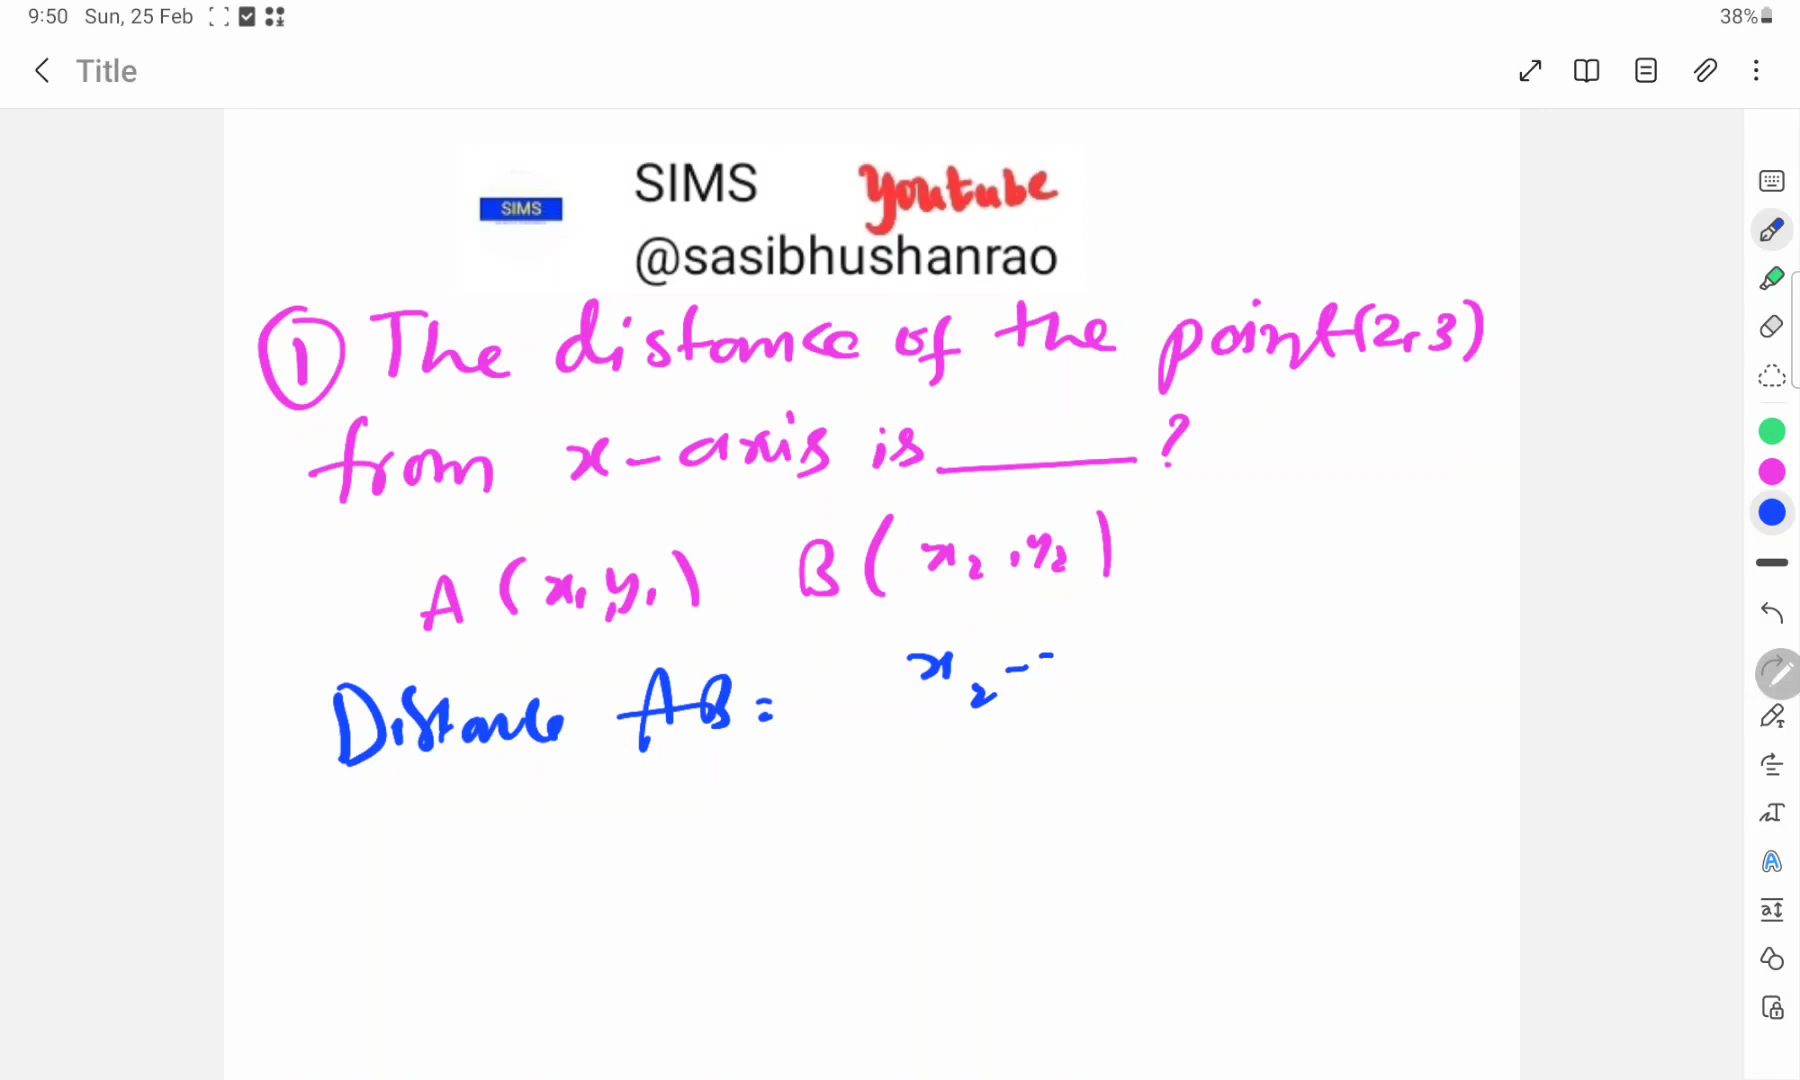 9:50 Sun, 25 Feb 38%
Title
SIMS
SIMS Youtube
@sasibhushanrao
① The distance of the point(2,3)
from x-axis is ______ ?
A (x₁,y₁) B (x₂,y₂)
Distance AB = x₂ -